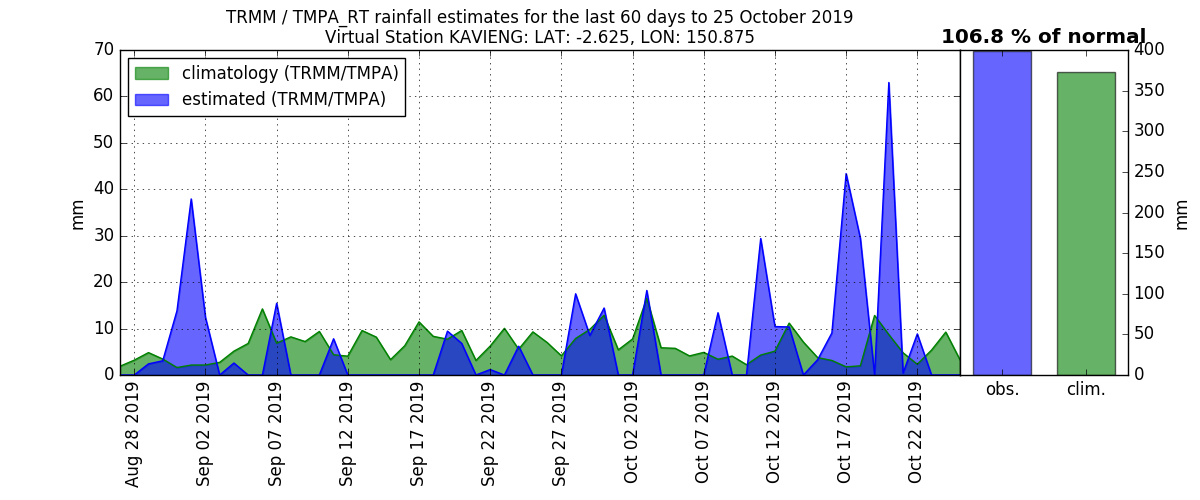 TRMM / TMPA_RT rainfall estimates for the last 60 days to 25 October 2019
Virtual Station KAVIENG: LAT: -2.625, LON: 150.875
106.8 % of normal
climatology (TRMM/TMPA)
estimated (TRMM/TMPA)
70
60
50
40
30
20
10
0
mm
Aug 28 2019
Sep 02 2019
Sep 07 2019
Sep 12 2019
Sep 17 2019
Sep 22 2019
Sep 27 2019
Oct 02 2019
Oct 07 2019
Oct 12 2019
Oct 17 2019
Oct 22 2019
obs.
clim.
400
350
300
250
200
150
100
50
0
mm